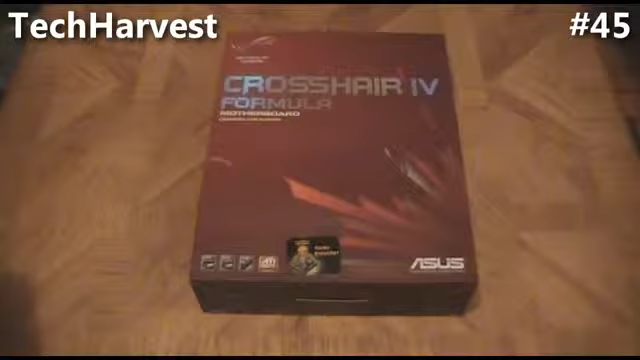 TechHarvest
#45
CROSSHAIR IV
FORMULA
MOTHERBOARD
ASUS